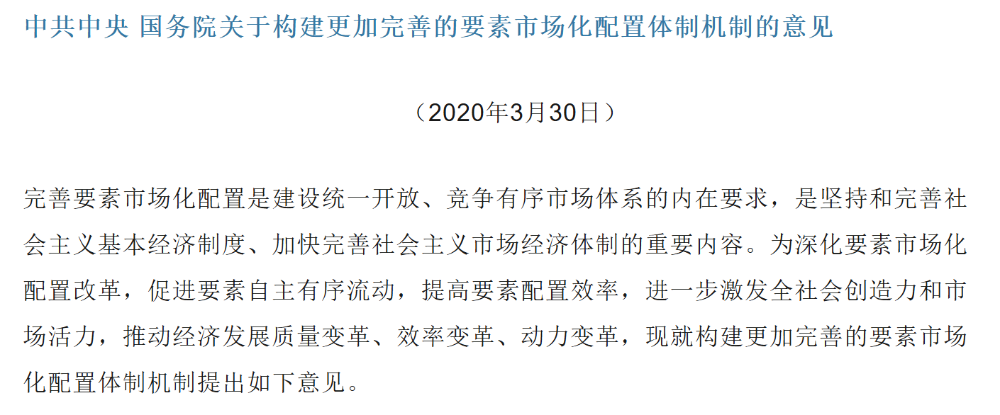 中共中央 国务院关于构建更加完善的要素市场化配置体制机制的意见
（2020年3月30日）
完善要素市场化配置是建设统一开放、竞争有序市场体系的内在要求，是坚持和完善社
会主义基本经济制度、加快完善社会主义市场经济体制的重要内容。为深化要素市场化
配置改革，促进要素自主有序流动，提高要素配置效率，进一步激发全社会创造力和市
场活力，推动经济发展质量变革、效率变革、动力变革，现就构建更加完善的要素市场
化配置体制机制提出如下意见。